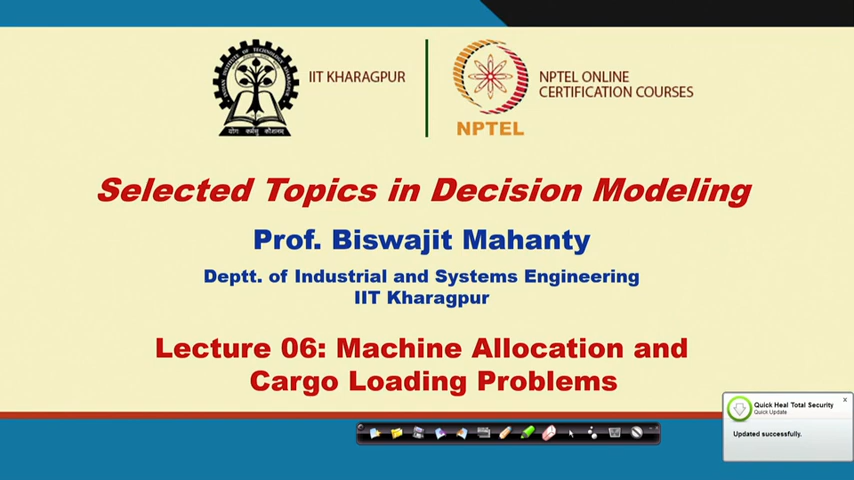 IIT KHARAGPUR
NPTEL ONLINE
CERTIFICATION COURSES
NPTEL
Selected Topics in Decision Modeling
Prof. Biswajit Mahanty
Deptt. of Industrial and Systems Engineering
IIT Kharagpur
Lecture 06: Machine Allocation and
Cargo Loading Problems
Quick Heal Total Security
Quick Update
Updated successfully.